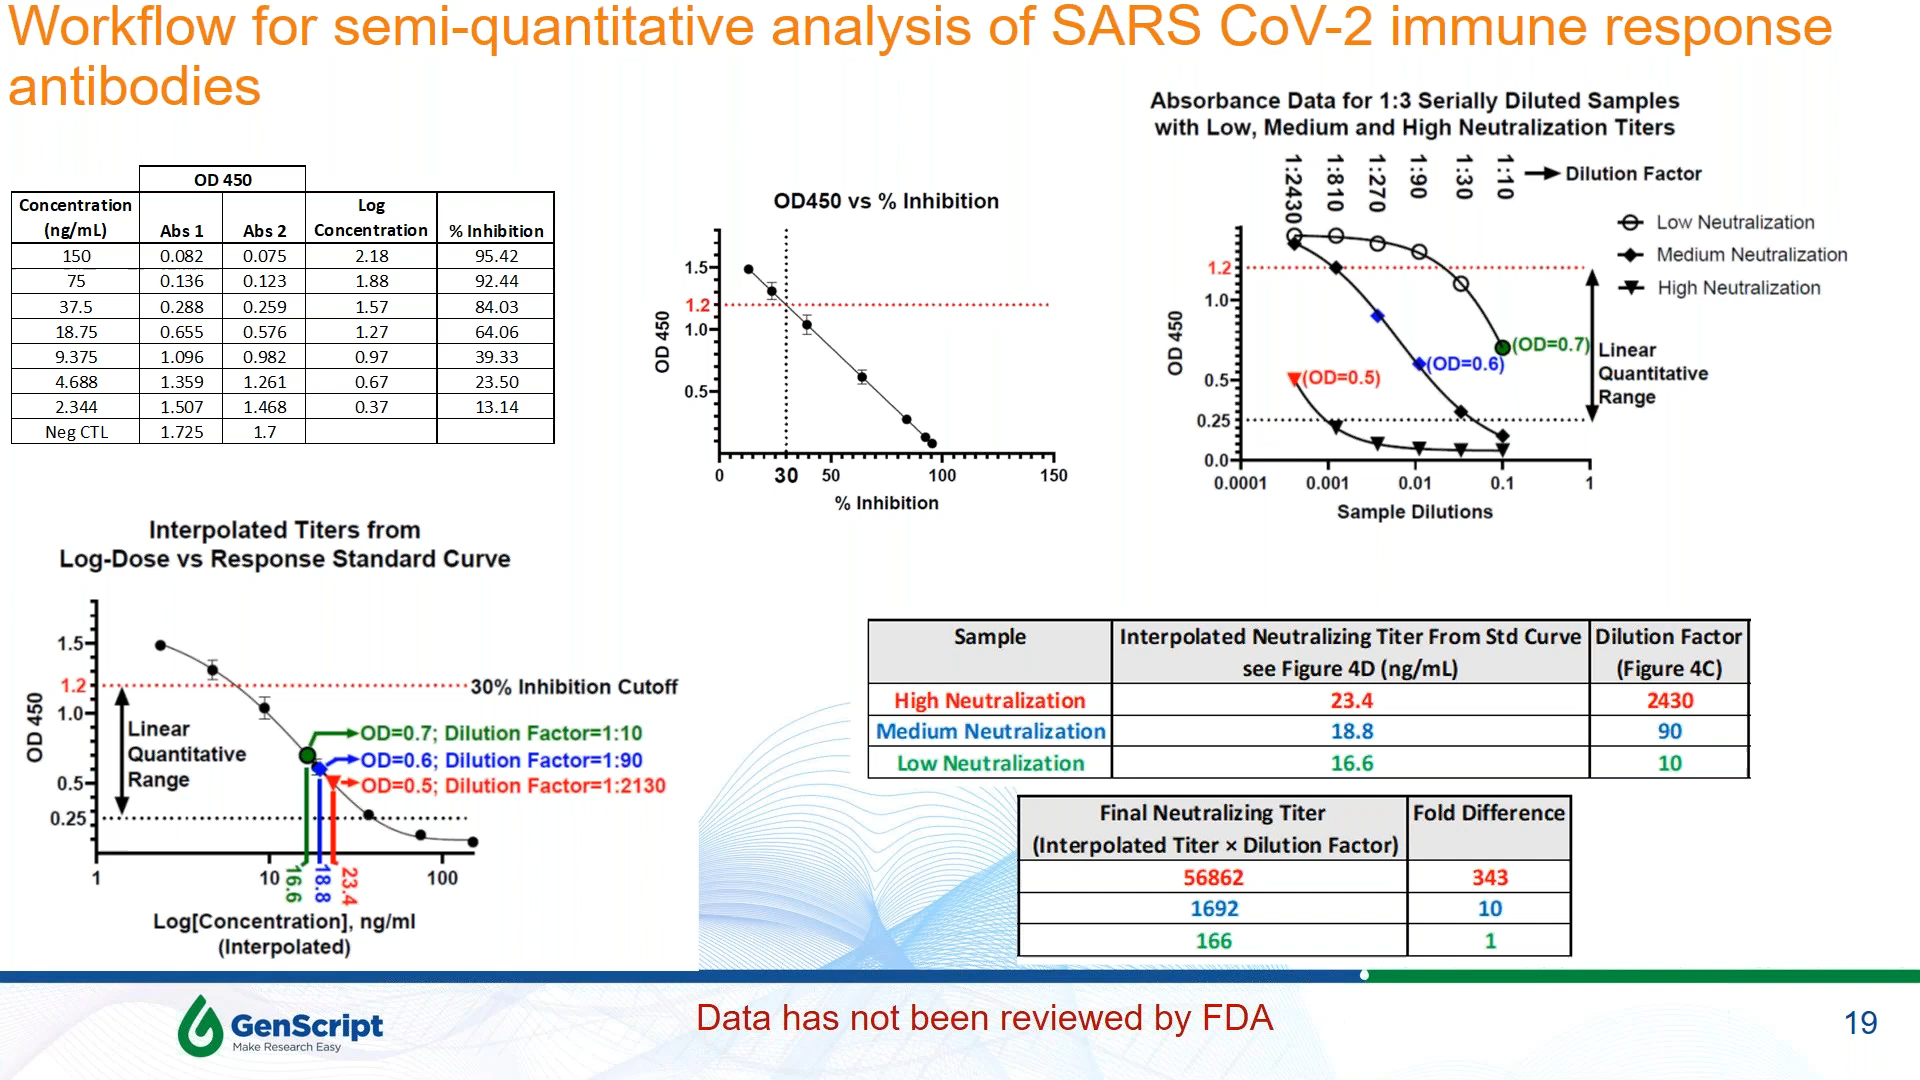 Workflow for semi-quantitative analysis of SARS CoV-2 immune response
antibodies
OD 450
Concentration (ng/mL) Abs 1 Abs 2 Log Concentration % Inhibition
150 0.082 0.075 2.18 95.42
75 0.136 0.123 1.88 92.44
37.5 0.288 0.259 1.57 84.03
18.75 0.655 0.576 1.27 64.06
9.375 1.096 0.982 0.97 39.33
4.688 1.359 1.261 0.67 23.50
2.344 1.507 1.468 0.37 13.14
Neg CTL 1.725 1.7
OD450 vs % Inhibition
OD 450
1.5
1.2
1.0
0.5
0 30 50 100 150
% Inhibition
Absorbance Data for 1:3 Serially Diluted Samples
with Low, Medium and High Neutralization Titers
1:2430 1:810 1:270 1:90 1:30 1:10 Dilution Factor
Low Neutralization
Medium Neutralization
High Neutralization
OD 450
1.2
1.0
0.5
0.25
0.0
(OD=0.7)
(OD=0.6)
(OD=0.5)
Linear
Quantitative
Range
0.0001 0.001 0.01 0.1 1
Sample Dilutions
Interpolated Titers from
Log-Dose vs Response Standard Curve
OD 450
1.5
1.2
1.0
0.5
0.25
30% Inhibition Cutoff
Linear
Quantitative
Range
OD=0.7; Dilution Factor=1:10
OD=0.6; Dilution Factor=1:90
OD=0.5; Dilution Factor=1:2130
1 10 100
16.6 18.8 23.4
Log[Concentration], ng/ml
(Interpolated)
Sample Interpolated Neutralizing Titer From Std Curve see Figure 4D (ng/mL) Dilution Factor (Figure 4C)
High Neutralization 23.4 2430
Medium Neutralization 18.8 90
Low Neutralization 16.6 10
Final Neutralizing Titer (Interpolated Titer × Dilution Factor) Fold Difference
56862 343
1692 10
166 1
GenScript
Make Research Easy
Data has not been reviewed by FDA
19